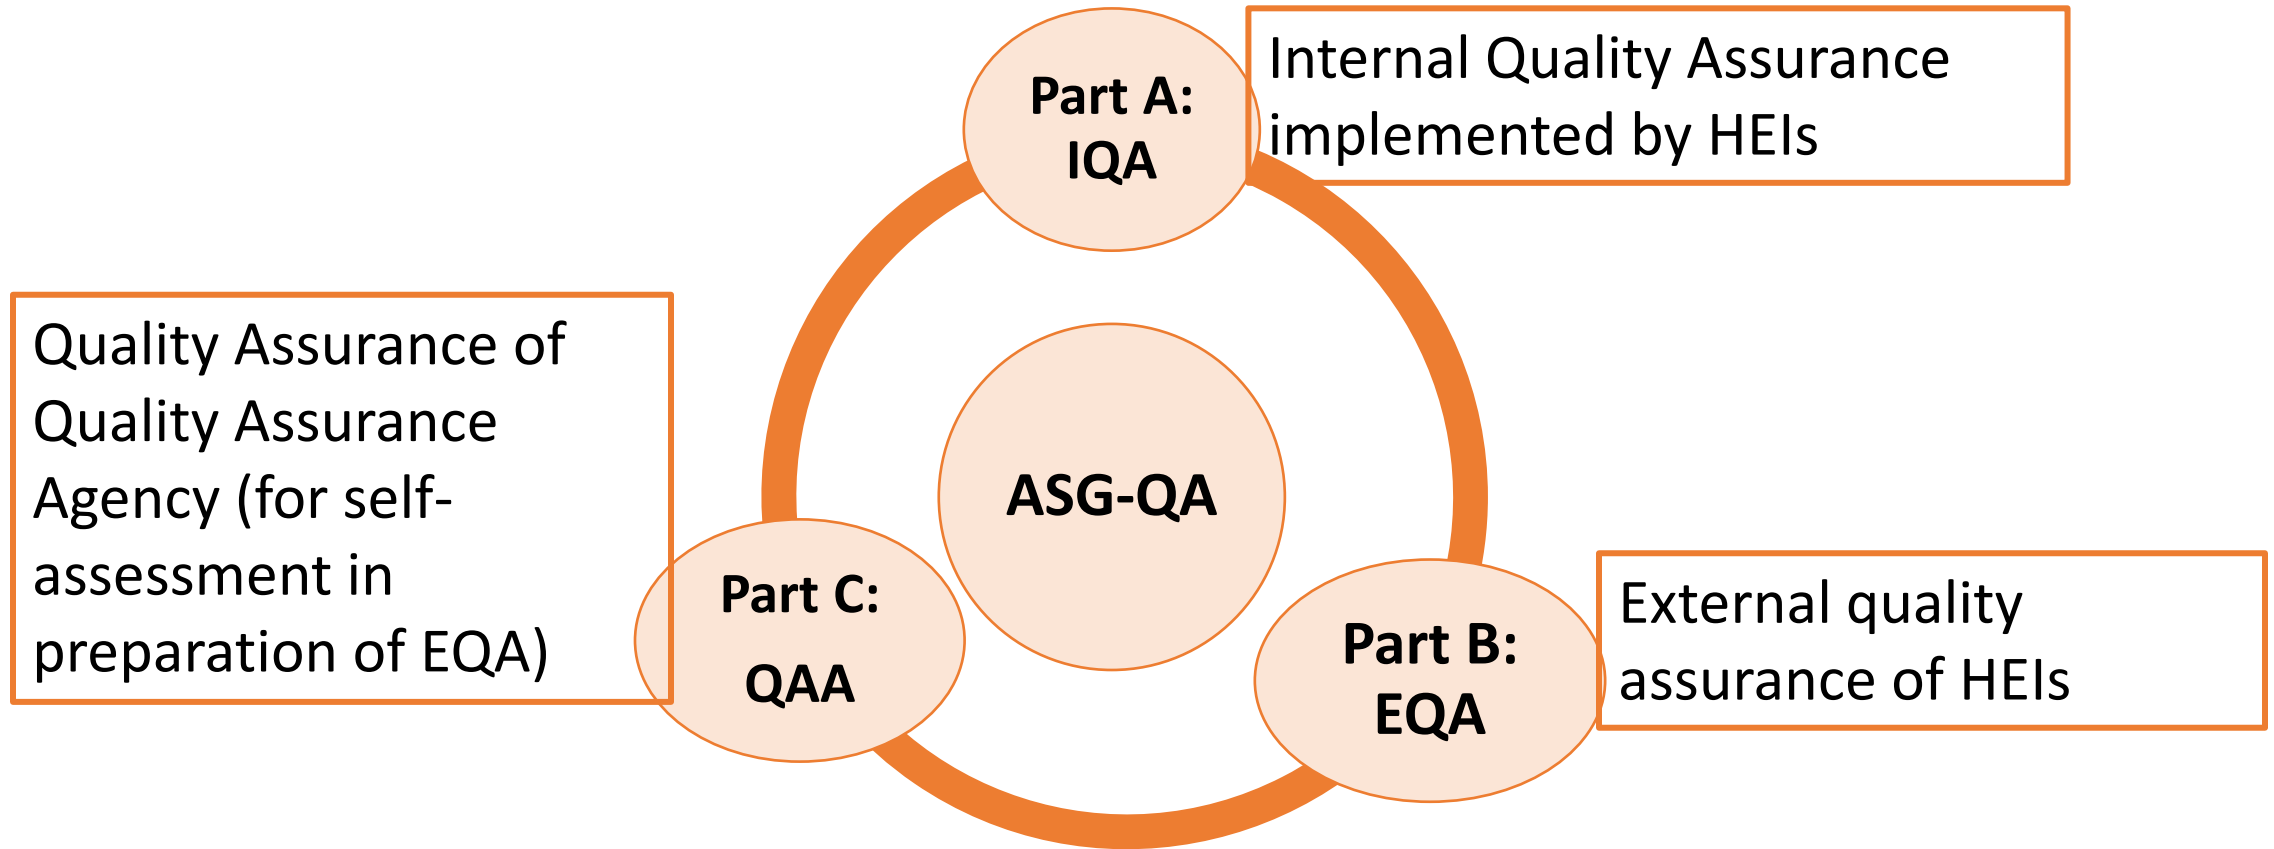 Part A:
IQA
Internal Quality Assurance
implemented by HEIs
Quality Assurance of
Quality Assurance
Agency (for self-
assessment in
preparation of EQA)
ASG-QA
Part C:
QAA
Part B:
EQA
External quality
assurance of HEIs